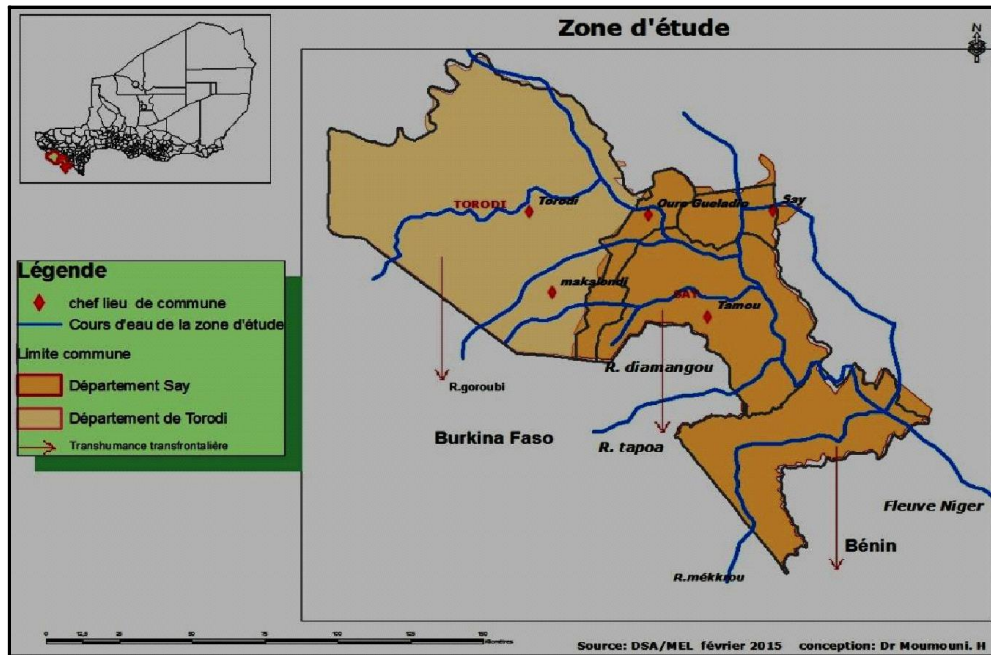 Zone d'étude
N
TORODI
Torodi
Oure Gueladio
Say
makalondi
SAY
Tamou
Légende
chef lieu de commune
Cours d'eau de la zone d'étude
Limite commune
Département Say
Département de Torodi
Transhumance transfrontalière
R.goroubi
R. diamangou
Burkina Faso
R. tapoa
Fleuve Niger
Bénin
R.mékkrou
Source: DSA/MEL février 2015 conception: Dr Moumouni. H